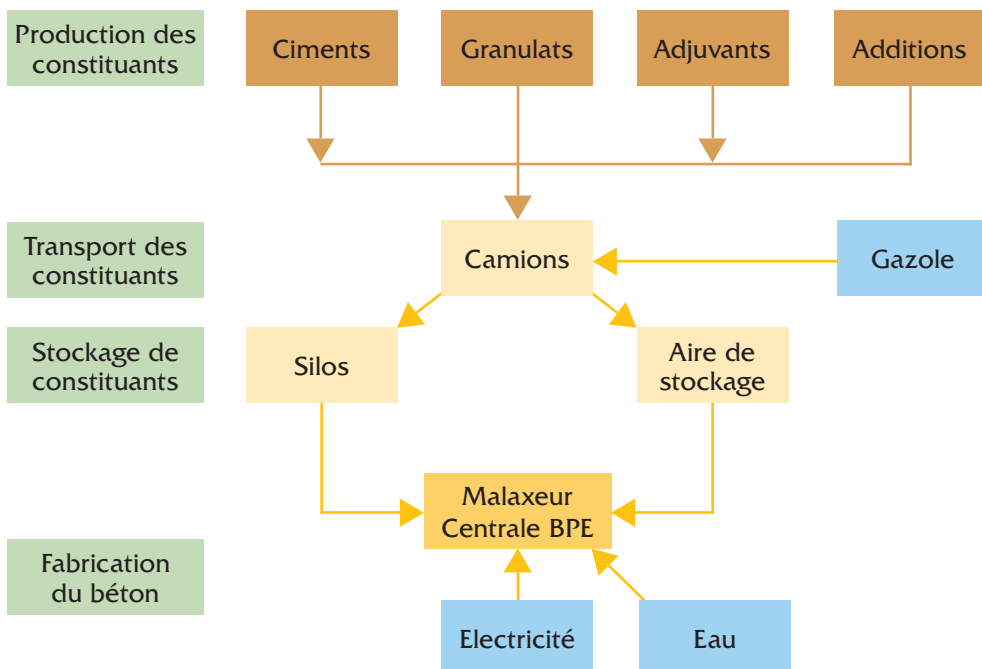 Production des
constituants
Ciments
Granulats
Adjuvants
Additions
Transport des
constituants
Camions
Gazole
Stockage de
constituants
Silos
Aire de
stockage
Malaxeur
Centrale BPE
Fabrication
du béton
Electricité
Eau